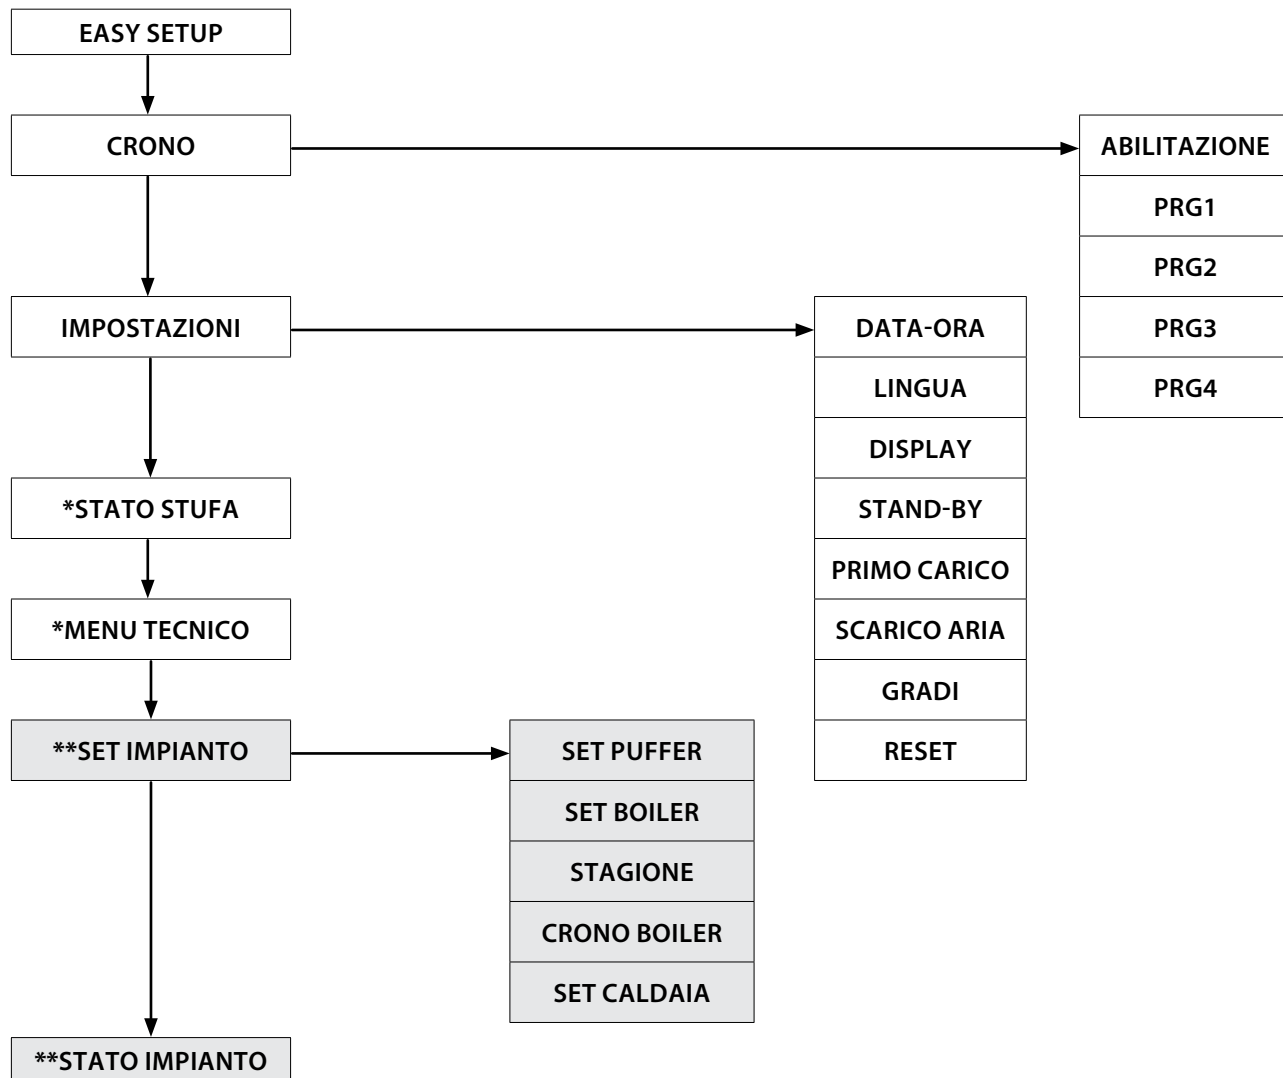 EASY SETUP
CRONO
ABILITAZIONE
PRG1
PRG2
PRG3
PRG4
IMPOSTAZIONI
DATA-ORA
LINGUA
DISPLAY
STAND-BY
PRIMO CARICO
SCARICO ARIA
GRADI
RESET
*STATO STUFA
*MENU TECNICO
**SET IMPIANTO
SET PUFFER
SET BOILER
STAGIONE
CRONO BOILER
SET CALDAIA
**STATO IMPIANTO